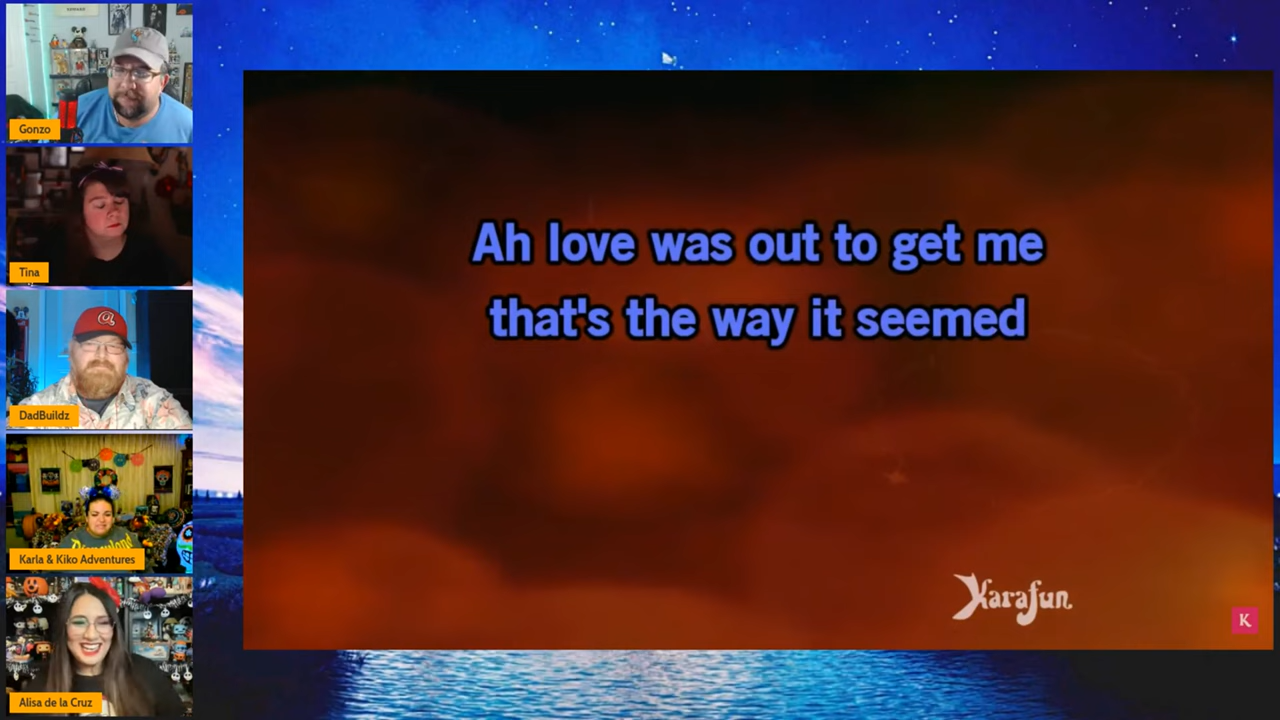 Gonzo
Tina
DadBuildz
Karla & Kiko Adventures
Alisa de la Cruz
Ah love was out to get me
that's the way it seemed
Karafun
K